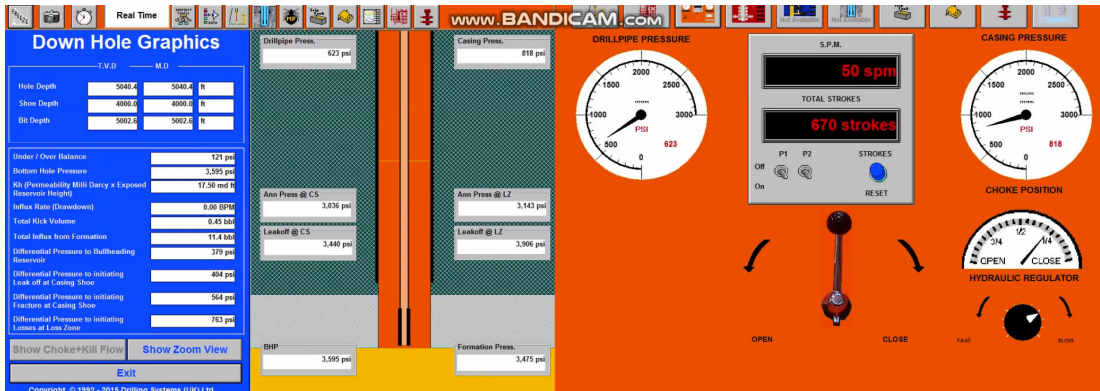 Real Time
www.BANDICAM.com
Not Available
Not Available
Down Hole Graphics
T.V.D
M.D
Hole Depth 5040.4 5040.4 ft
Shoe Depth 4000.0 4000.0 ft
Bit Depth 5002.6 5002.6 ft
Under / Over Balance 121 psi
Bottom Hole Pressure 3,595 psi
Kh (Permeability Milli Darcy x Exposed
Reservoir Height) 17.50 md ft
Influx Rate (Drawdown) 0.00 BPM
Total Kick Volume 0.45 bbl
Total Influx from Formation 11.4 bbl
Differential Pressure to Bullheading
Reservoir 379 psi
Differential Pressure to initiating
Leak off at Casing Shoe 404 psi
Differential Pressure to initiating
Fracture at Casing Shoe 564 psi
Differential Pressure to initiating
Losses at Loss Zone 763 psi
Show Choke+Kill Flow
Show Zoom View
Exit
Copyright © 1992 - 2015 Drilling Systems (UK) Ltd
Drillpipe Press.
623 psi
Casing Press.
818 psi
Ann Press @ CS
3,036 psi
Ann Press @ LZ
3,143 psi
Leakoff @ CS
3,440 psi
Leakoff @ LZ
3,906 psi
BHP
3,595 psi
Formation Press.
3,475 psi
DRILLPIPE PRESSURE
0
500
1000
1500
2000
3000
PSI
623
S.P.M.
50 spm
TOTAL STROKES
670 strokes
P1 P2
Off
On
STROKES
RESET
OPEN
CLOSE
CASING PRESSURE
0
500
1000
1500
2000
3000
PSI
818
CHOKE POSITION
3/4
1/2
1/4
OPEN
CLOSE
HYDRAULIC REGULATOR
FAST
SLOW